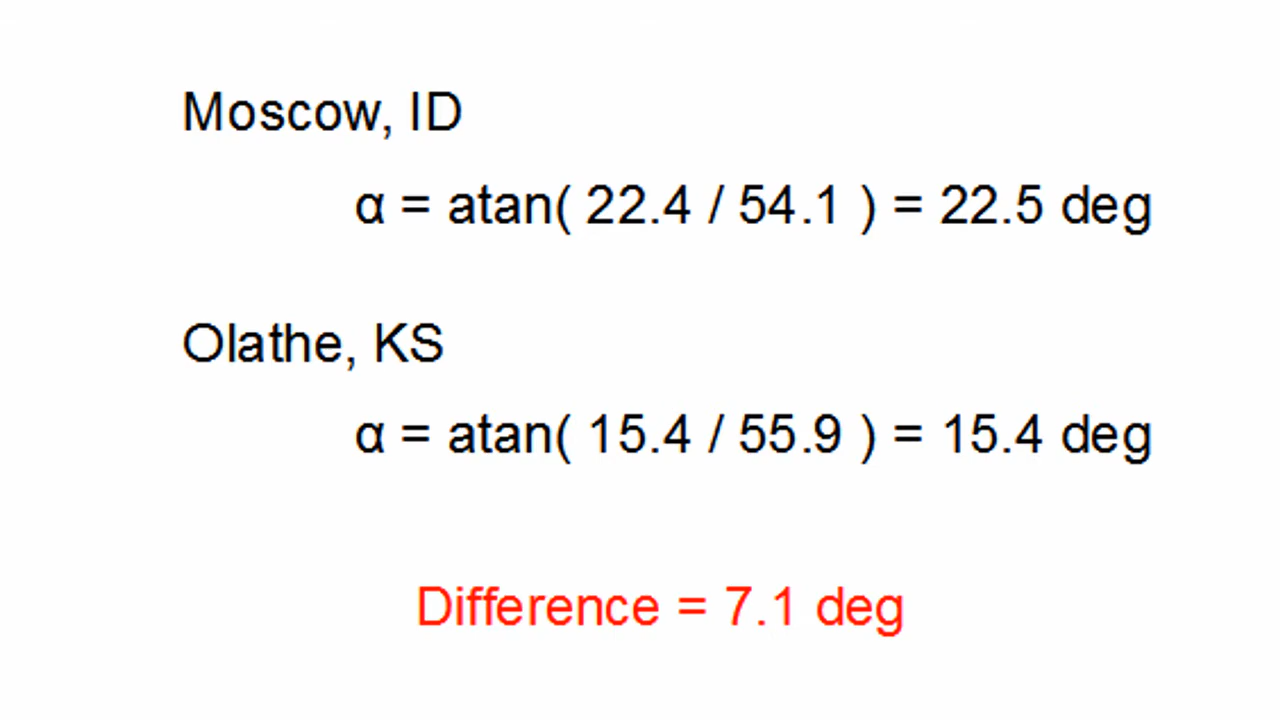 Moscow, ID
α = atan( 22.4 / 54.1 ) = 22.5 deg
Olathe, KS
α = atan( 15.4 / 55.9 ) = 15.4 deg
Difference = 7.1 deg